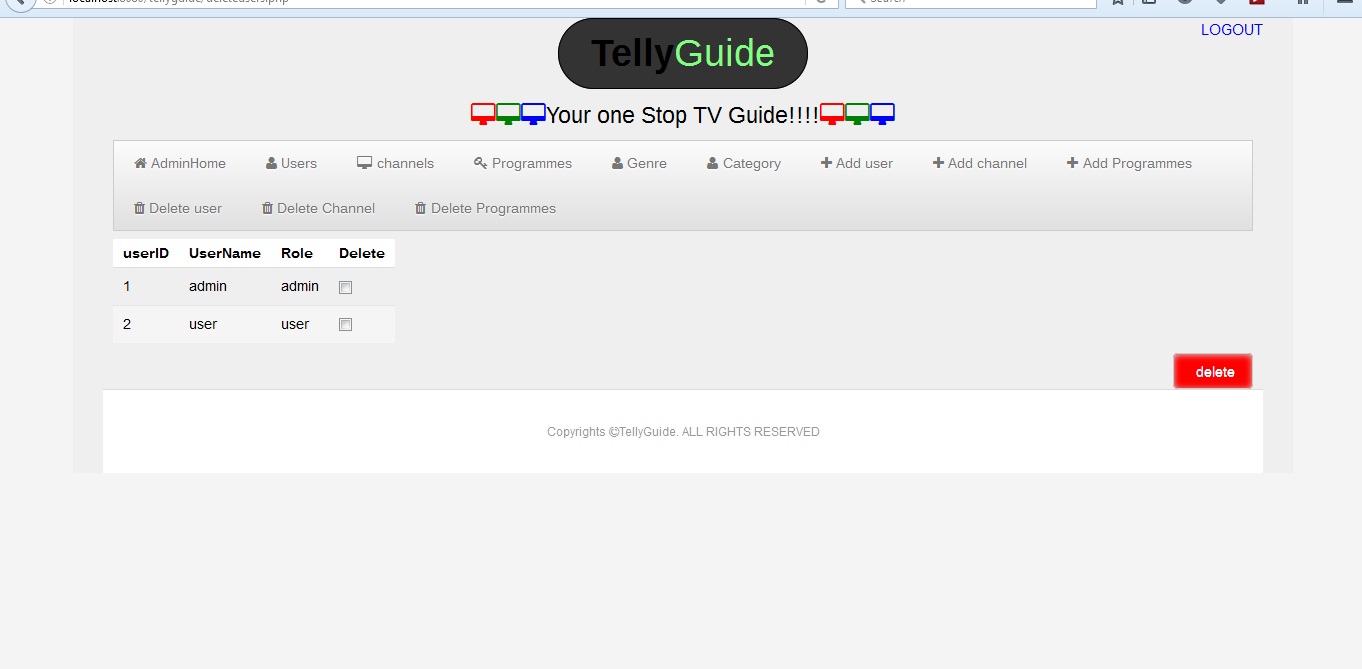 LOGOUT
TellyGuide
Your one Stop TV Guide!!!!
AdminHome Users channels Programmes Genre Category Add user Add channel Add Programmes
Delete user Delete Channel Delete Programmes
userID UserName Role Delete
1 admin admin
2 user user
delete
Copyrights ©TellyGuide. ALL RIGHTS RESERVED